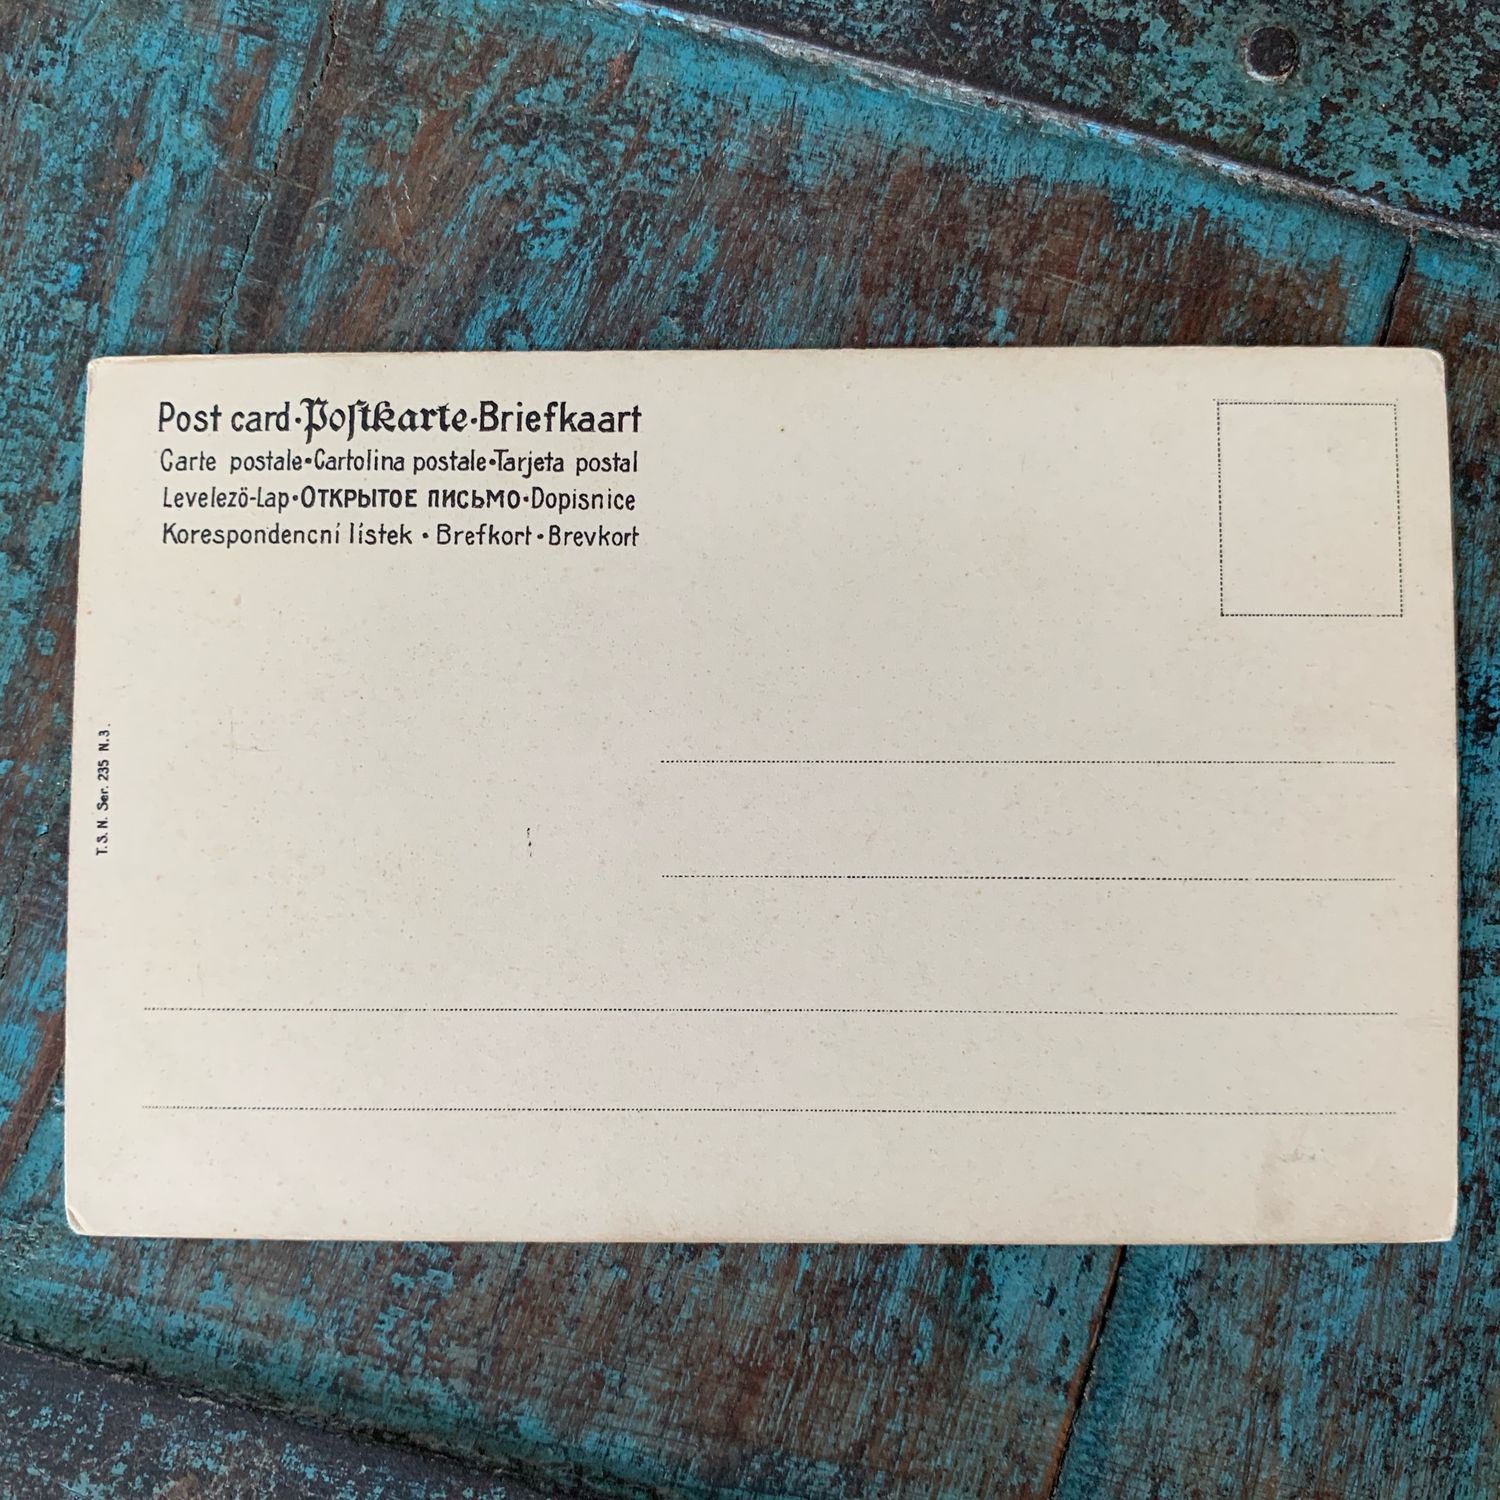 Post card·Postkarte·Briefkaart
Carte postale·Cartolina postale·Tarjeta postal
Levelezö-Lap·ОТКРЫТОЕ ПИСЬМО·Dopisnice
Korespondencní lístek · Brefkort · Brevkort
T. S. N. Ser. 235 N. 3.